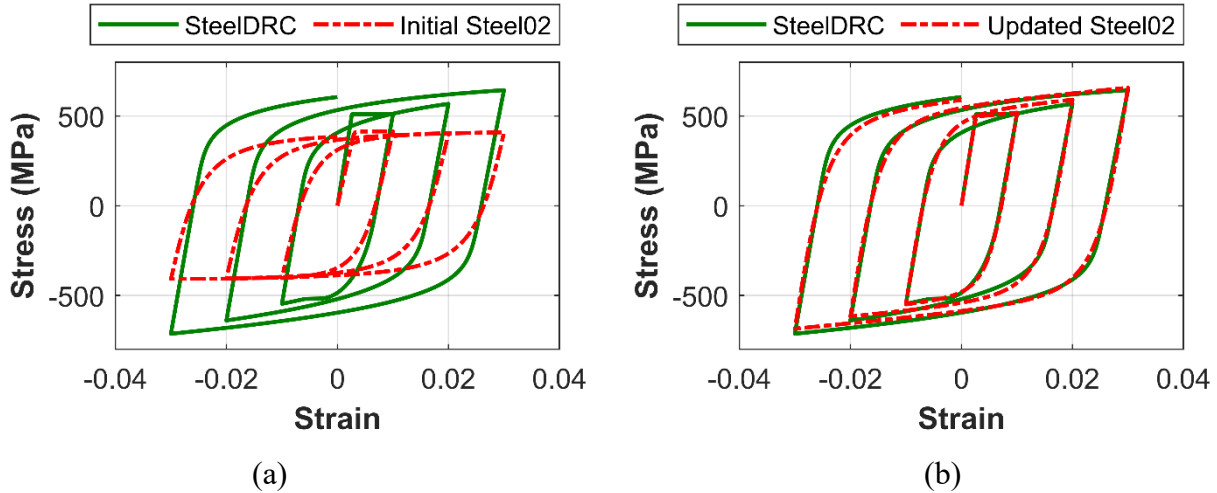 SteelDRC Initial Steel02
Stress (MPa)
500
0
-500
-0.04 -0.02 0 0.02 0.04
Strain
(a)
SteelDRC Updated Steel02
Stress (MPa)
500
0
-500
-0.04 -0.02 0 0.02 0.04
Strain
(b)